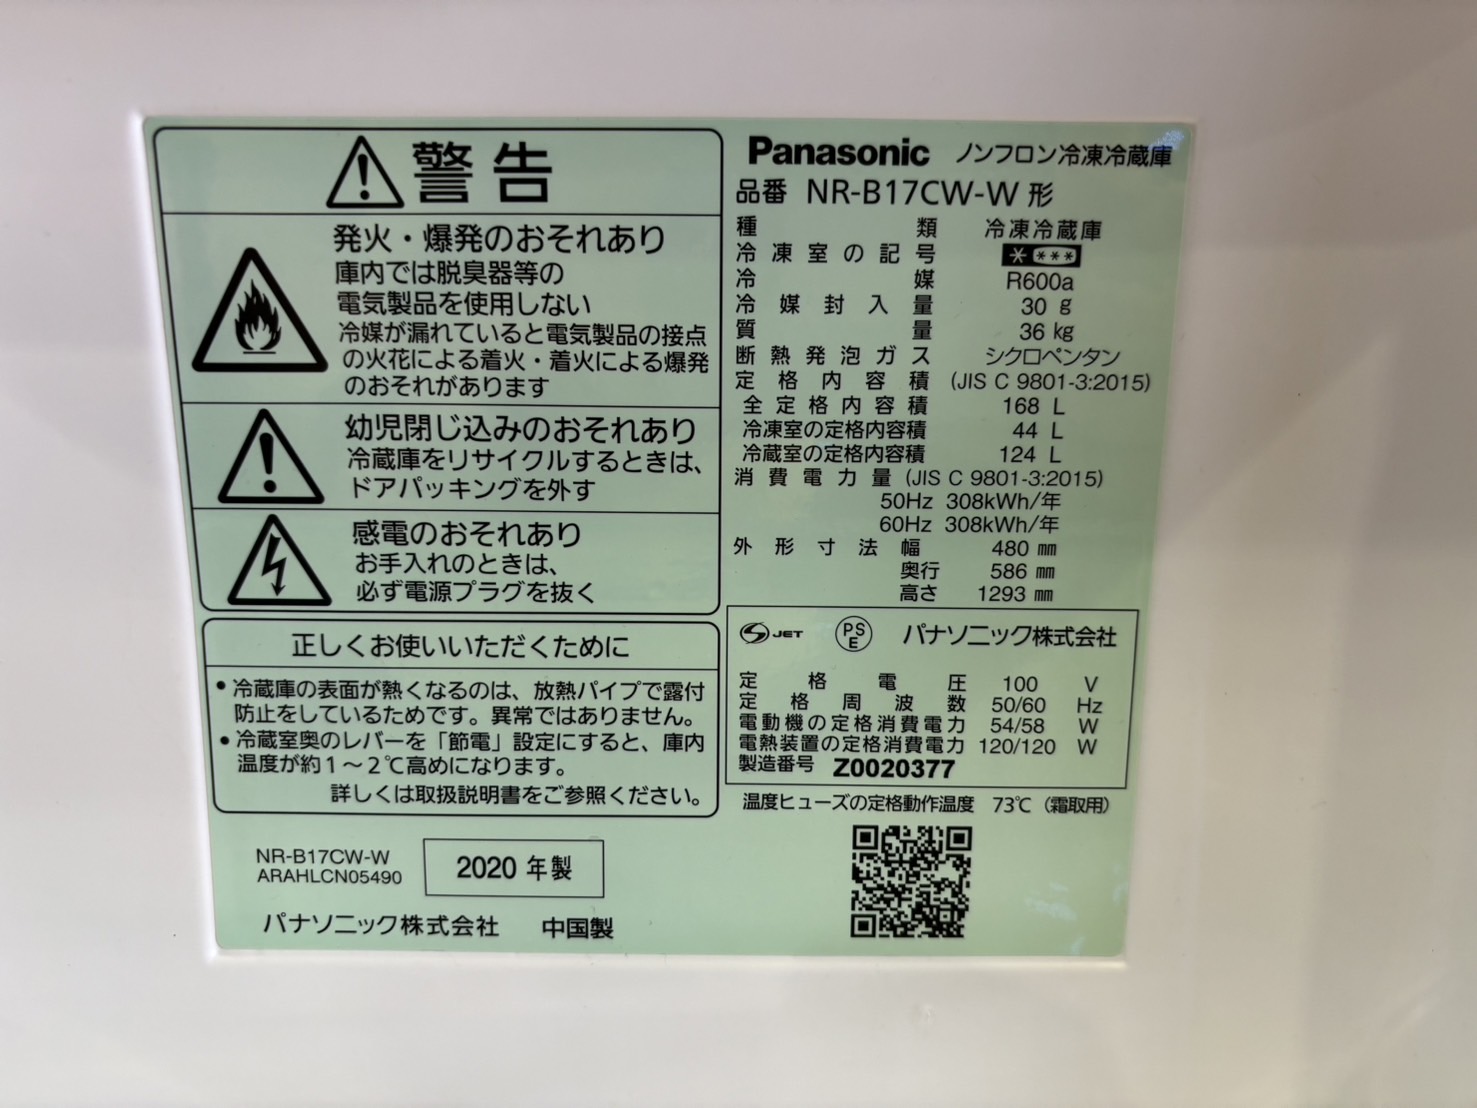 警告
発火・爆発のおそれあり
庫内では脱臭器等の
電気製品を使用しない
冷媒が漏れていると電気製品の接点
の火花による着火・着火による爆発
のおそれがあります
幼児閉じ込みのおそれあり
冷蔵庫をリサイクルするときは、
ドアパッキングを外す
感電のおそれあり
お手入れのときは、
必ず電源プラグを抜く
正しくお使いいただくために
●冷蔵庫の表面が熱くなるのは、放熱パイプで露付
防止をしているためです。異常ではありません。
●冷蔵室奥のレバーを「節電」設定にすると、庫内
温度が約1～2℃高めになります。
詳しくは取扱説明書をご参照ください。
NR-B17CW-W
ARAHLCN05490
2020 年製
パナソニック株式会社 中国製
Panasonic ノンフロン冷凍冷蔵庫
品番 NR-B17CW-W 形
種類 冷凍冷蔵庫
冷凍室の記号 * ***
冷媒 R600a
冷媒封入量 30 g
質量 36 kg
断熱発泡ガス シクロペンタン
定格内容積 (JIS C 9801-3:2015)
全定格内容積 168 L
冷凍室の定格内容積 44 L
冷蔵室の定格内容積 124 L
消費電力量 (JIS C 9801-3:2015)
50Hz 308kWh/年
60Hz 308kWh/年
外形寸法 幅 480 mm
奥行 586 mm
高さ 1293 mm
S JET PS E パナソニック株式会社
定格電圧 100 V
定格周波数 50/60 Hz
電動機の定格消費電力 54/58 W
電熱装置の定格消費電力 120/120 W
製造番号 Z0020377
温度ヒューズの定格動作温度 73℃（霜取用）